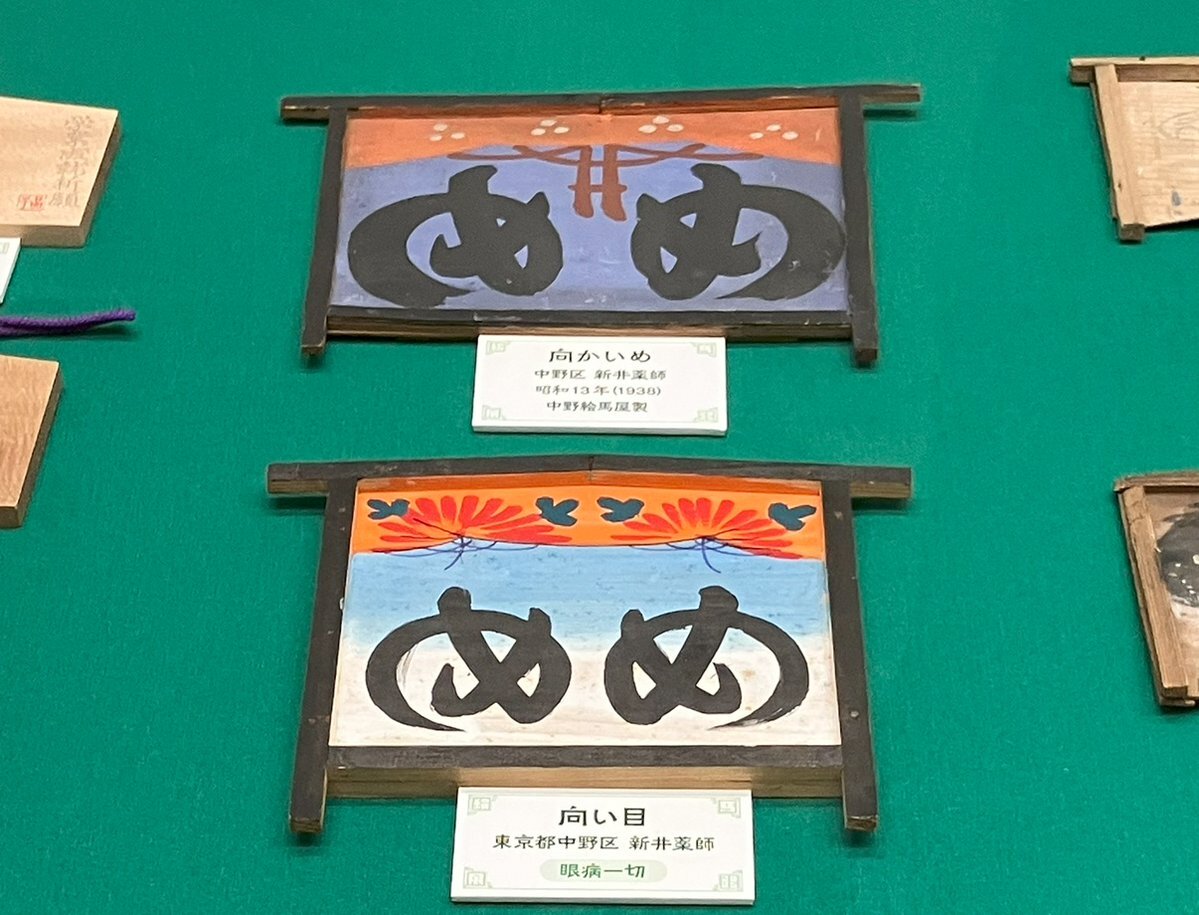 め め
向かいめ
中野区 新井薬師
昭和13年(1938)
中野絵馬屋製
め め
向い目
東京都中野区 新井薬師
眼病一切